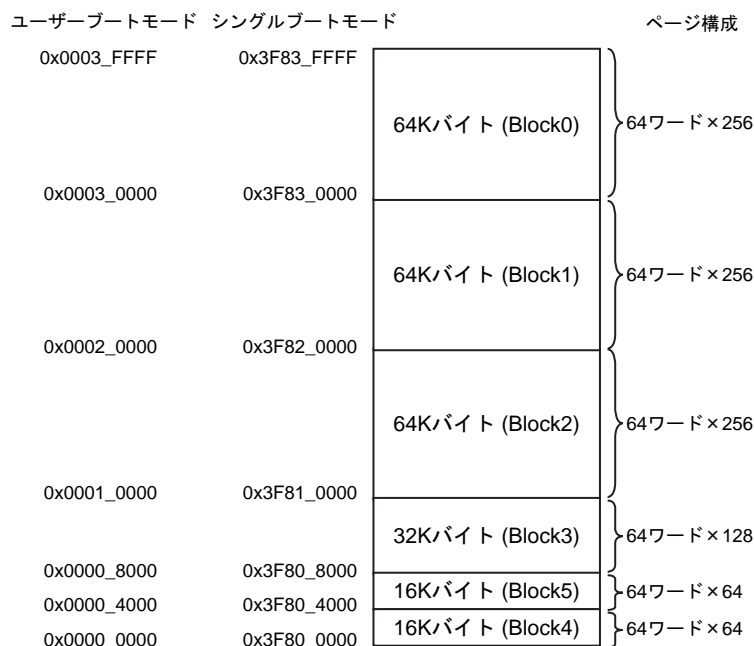 ユーザーブートモード シングルブートモード ページ構成
0x0003_FFFF 0x3F83_FFFF
64Kバイト (Block0) 64ワード×256
0x0003_0000 0x3F83_0000
64Kバイト (Block1) 64ワード×256
0x0002_0000 0x3F82_0000
64Kバイト (Block2) 64ワード×256
0x0001_0000 0x3F81_0000
32Kバイト (Block3) 64ワード×128
0x0000_8000 0x3F80_8000
16Kバイト (Block5) 64ワード×64
0x0000_4000 0x3F80_4000
16Kバイト (Block4) 64ワード×64
0x0000_0000 0x3F80_0000